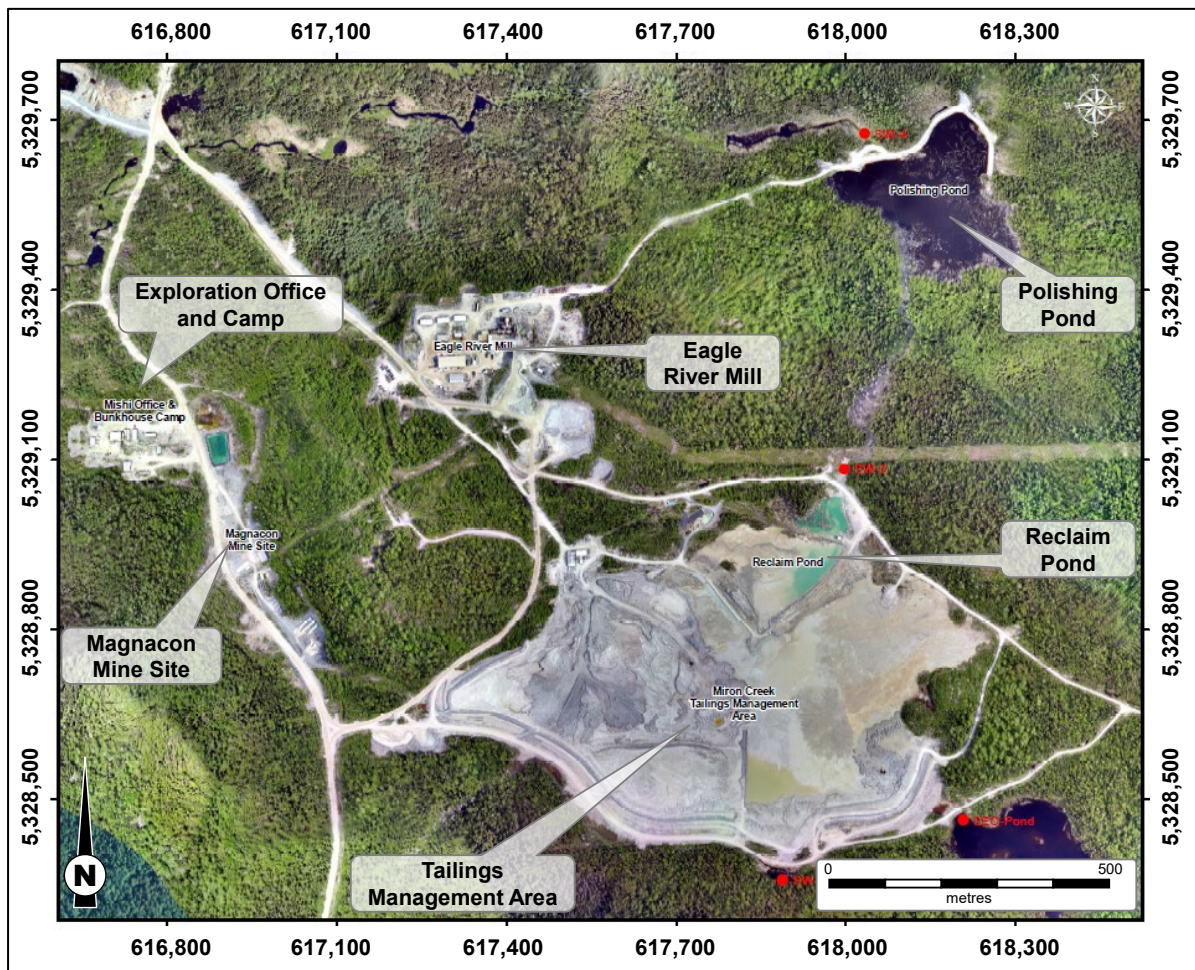 616,800 617,100 617,400 617,700 618,000 618,300
5,329,700
5,329,400
5,329,100
5,328,800
5,328,500
5,329,700
5,329,400
5,329,100
5,328,800
5,328,500
N
W E
S
SW-4
Polishing Pond
Polishing
Pond
Exploration Office
and Camp
Eagle River Mill
Eagle
River Mill
Mishi Office &
Bunkhouse Camp
Magnacon
Mine Site
Magnacon
Mine Site
Reclaim Pond
Reclaim
Pond
Miron Creek
Tailings Management
Area
Tailings
Management Area
N
0 500
metres
616,800 617,100 617,400 617,700 618,000 618,300